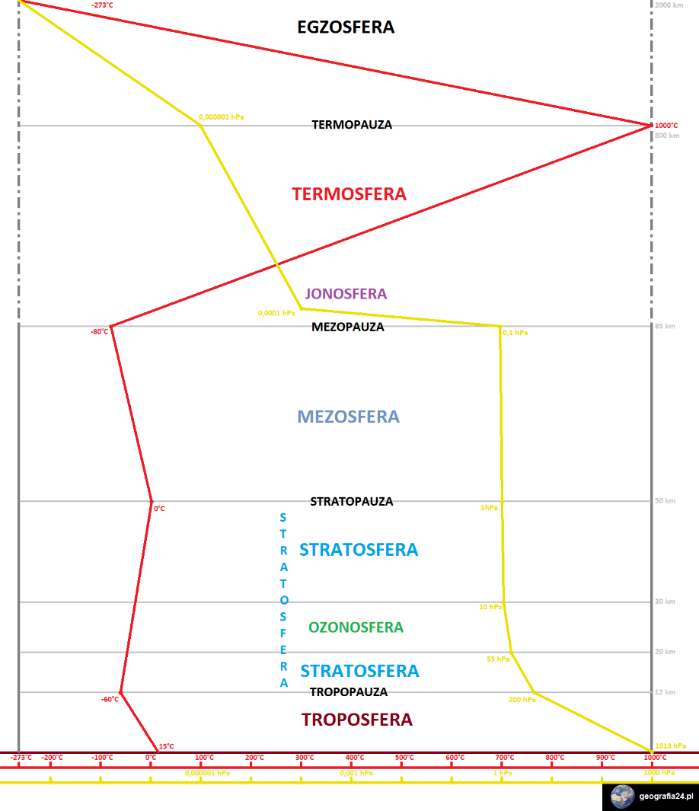 -273°C
2000 km
EGZOSFERA
0,000001 hPa
TERMOPAUZA
1000°C
800 km
TERMOSFERA
JONOSFERA
0,0001 hPa
MEZOPAUZA
-80°C
0,1 hPa
85 km
MEZOSFERA
STRATOPAUZA
0°C
1hPa
50 km
STRATOSFERA
STRATOSFERA
10 hPa
30 km
OZONOSFERA
55 hPa
20 km
STRATOSFERA
-60°C
TROPOPAUZA
200 hPa
12 km
TROPOSFERA
15°C
1013 hPa
-273°C -200°C -100°C 0°C 100°C 200°C 300°C 400°C 500°C 600°C 700°C 800°C 900°C 1000°C
0,000001 hPa 0,001 hPa 1 hPa 1000 hPa
geografia24.pl